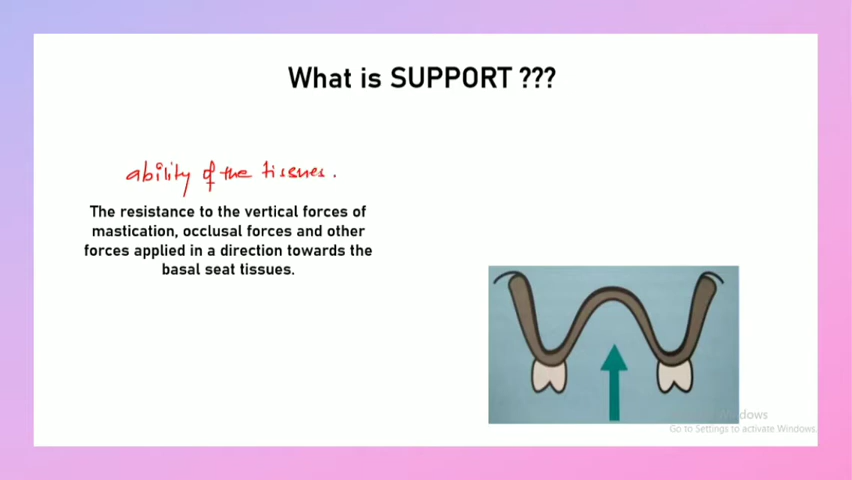 What is SUPPORT ???
ability of the tissues.
The resistance to the vertical forces of
mastication, occlusal forces and other
forces applied in a direction towards the
basal seat tissues.
Windows
Go to Settings to activate Windows.